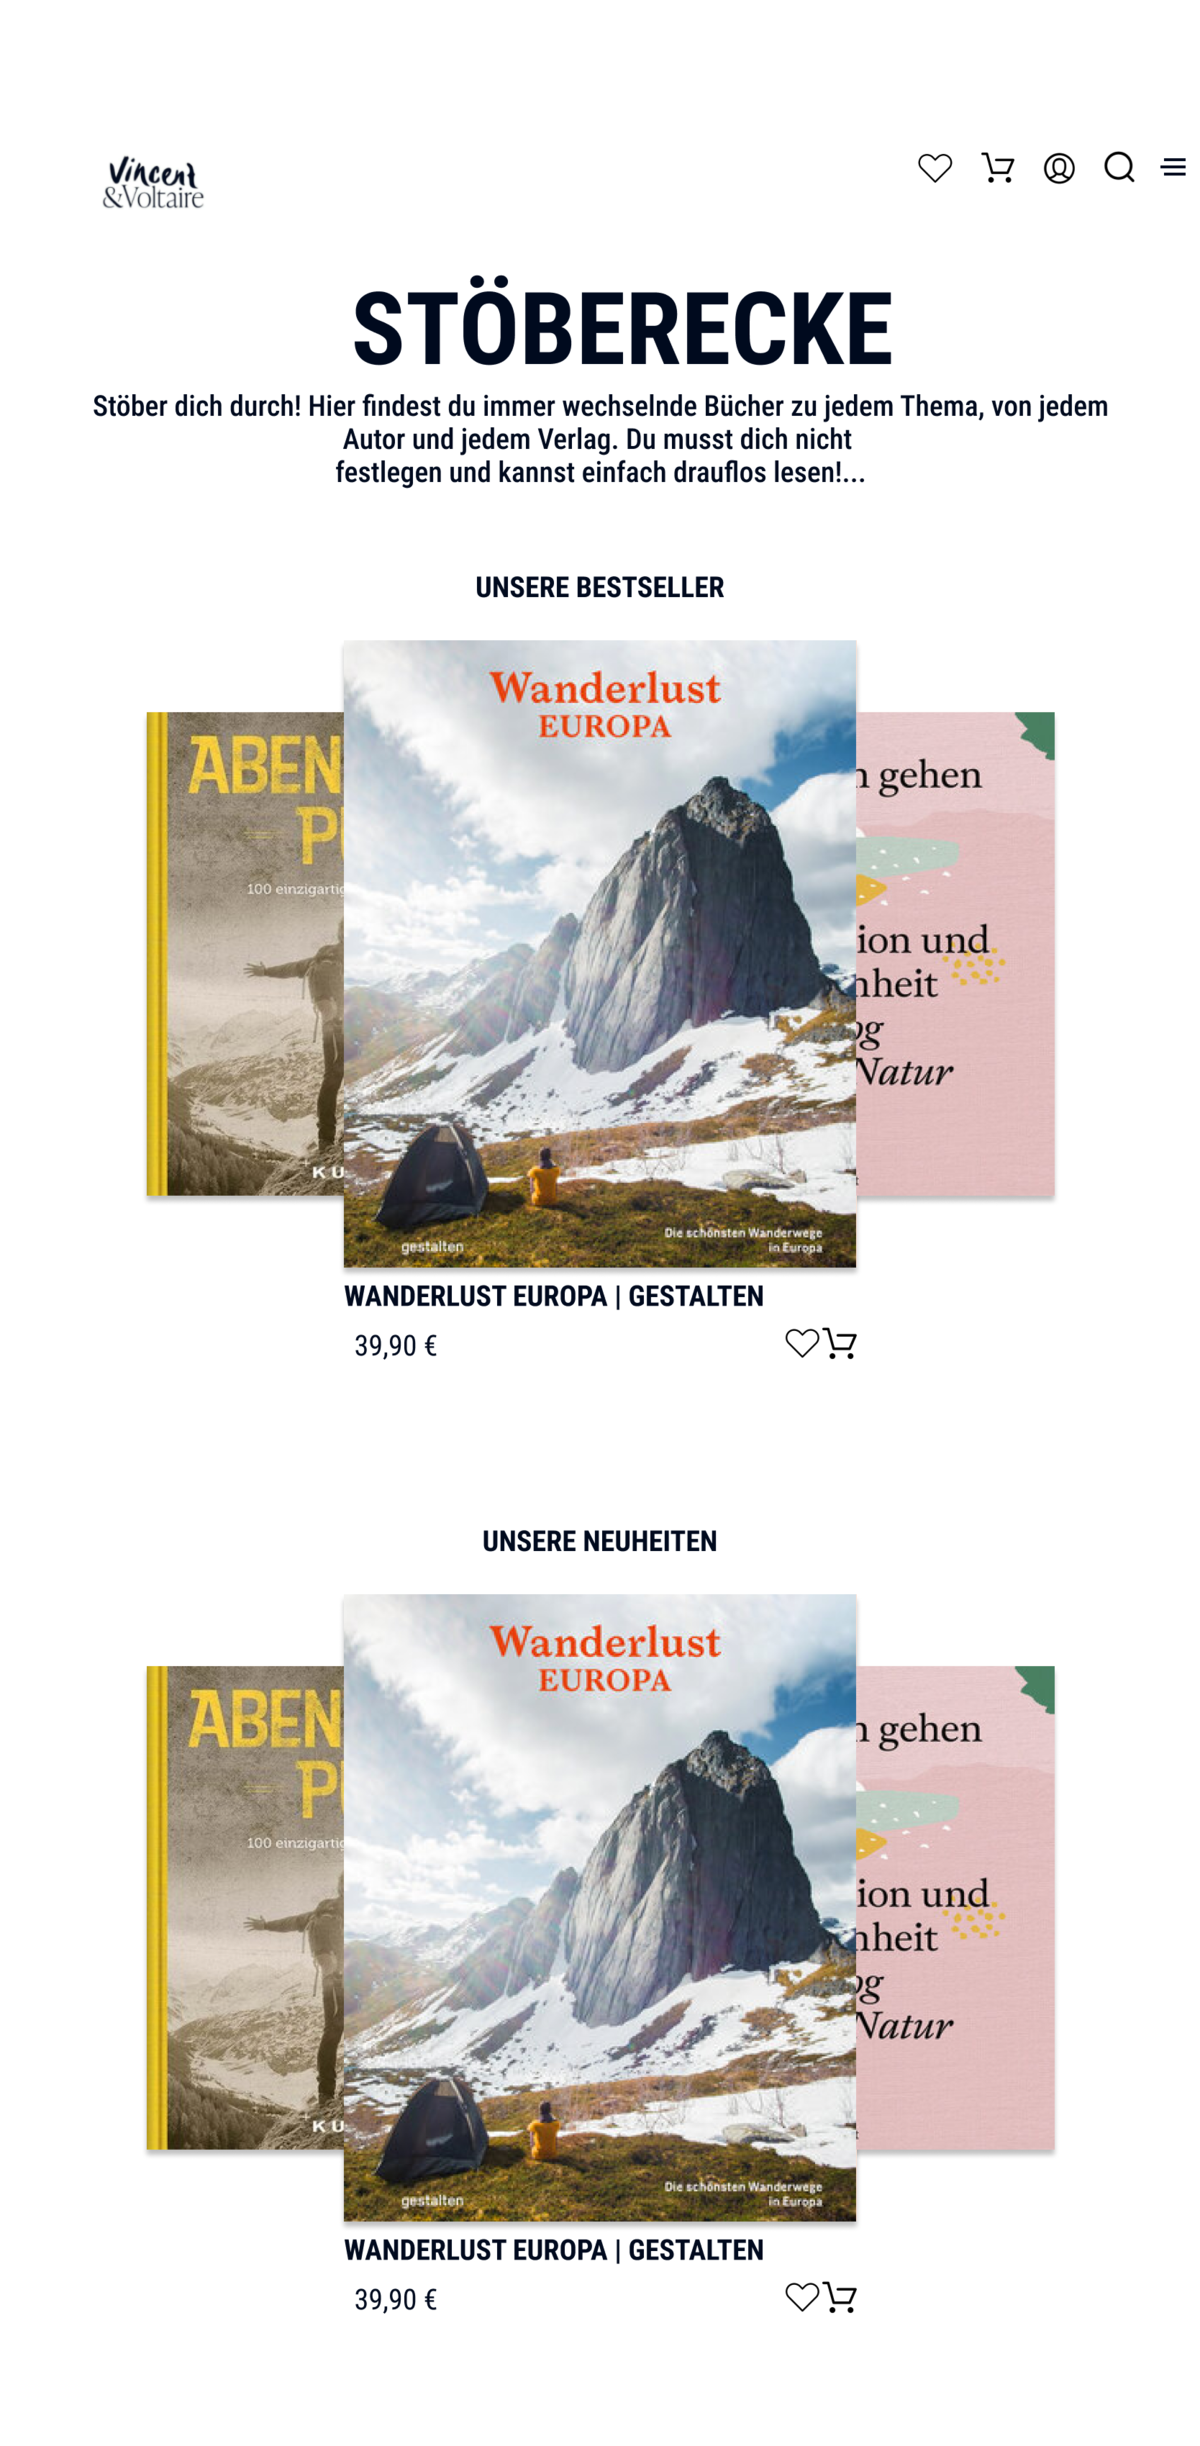 Vincent
&Voltaire
STÖBERECKE
Stöber dich durch! Hier findest du immer wechselnde Bücher zu jedem Thema, von jedem
Autor und jedem Verlag. Du musst dich nicht
festlegen und kannst einfach drauflos lesen!...
UNSERE BESTSELLER
Wanderlust
EUROPA
ABEN
P
100 einzigartig
KU
gehen
ion und
nheit
og
Natur
gestalten
Die schönsten Wanderwege
in Europa
WANDERLUST EUROPA | GESTALTEN
39,90 €
UNSERE NEUHEITEN
Wanderlust
EUROPA
ABEN
P
100 einzigartig
KU
gehen
ion und
nheit
og
Natur
gestalten
Die schönsten Wanderwege
in Europa
WANDERLUST EUROPA | GESTALTEN
39,90 €